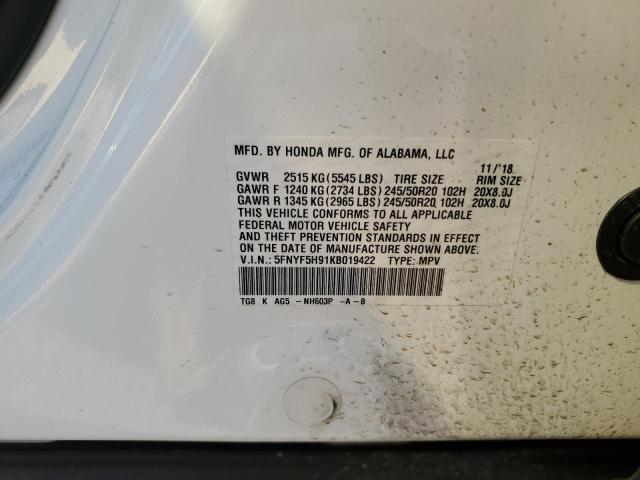 MFD. BY HONDA MFG. OF ALABAMA, LLC
11/'18
GVWR 2515 KG(5545 LBS) TIRE SIZE RIM SIZE
GAWR F 1240 KG(2734 LBS)245/50R20 102H 20X8.0J
GAWR R 1345 KG(2965 LBS)245/50R20 102H 20X8.0J
THIS VEHICLE CONFORMS TO ALL APPLICABLE
FEDERAL MOTOR VEHICLE SAFETY
AND THEFT PREVENTION STANDARDS IN EFFECT
ON THE DATE OF MANUFACTURE SHOWN ABOVE.
V.I.N.: 5FNYF5H91KB019422 TYPE: MPV
TG8 K AG5 -NH603P -A-B